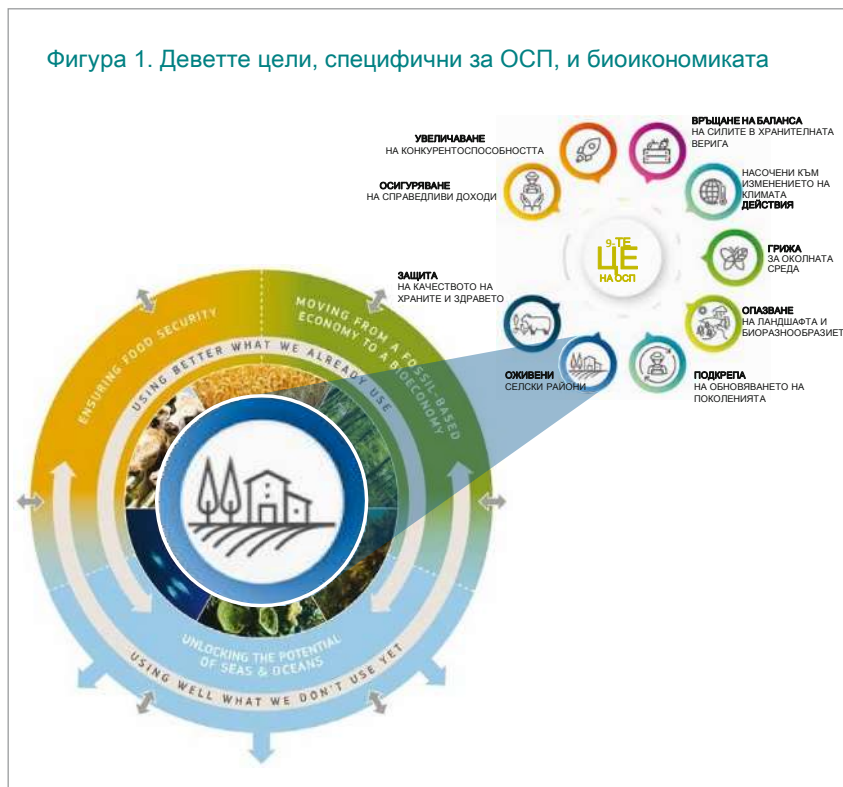 Фигура 1. Деветте цели, специфични за ОСП, и биоикономиката
УВЕЛИЧАВАНЕ
НА КОНКУРЕНТОСПОСОБНОСТТА
ВРЪЩАНЕ НА БАЛАНСА
НА СИЛИТЕ В ХРАНИТЕЛНАТА
ВЕРИГА
ОСИГУРЯВАНЕ
НА СПРАВЕДЛИВИ ДОХОДИ
НАСОЧЕНИ КЪМ
ИЗМЕНЕНИЕТО НА
КЛИМАТА
ДЕЙСТВИЯ
9-ТЕ
ЦЕ
НА ОСП
ГРИЖА
ЗА ОКОЛНАТА
СРЕДА
ЗАЩИТА
НА КАЧЕСТВОТО НА
ХРАНИТЕ И ЗДРАВЕТО
ОПАЗВАНЕ
НА ЛАНДШАФТА И
БИОРАЗНООБРАЗИЕТ
ОЖИВЕНИ
СЕЛСКИ РАЙОНИ
ПОДКРЕПА
НА ОБНОВЯВАНЕТО НА
ПОКОЛЕНИЯТА
ENSURING FOOD SECURITY
MOVING FROM A FOSSIL-BASED
ECONOMY TO A BIOECONOMY
USING BETTER WHAT WE ALREADY USE
UNLOCKING THE POTENTIAL
OF SEAS & OCEANS
USING WELL WHAT WE DON'T USE YET